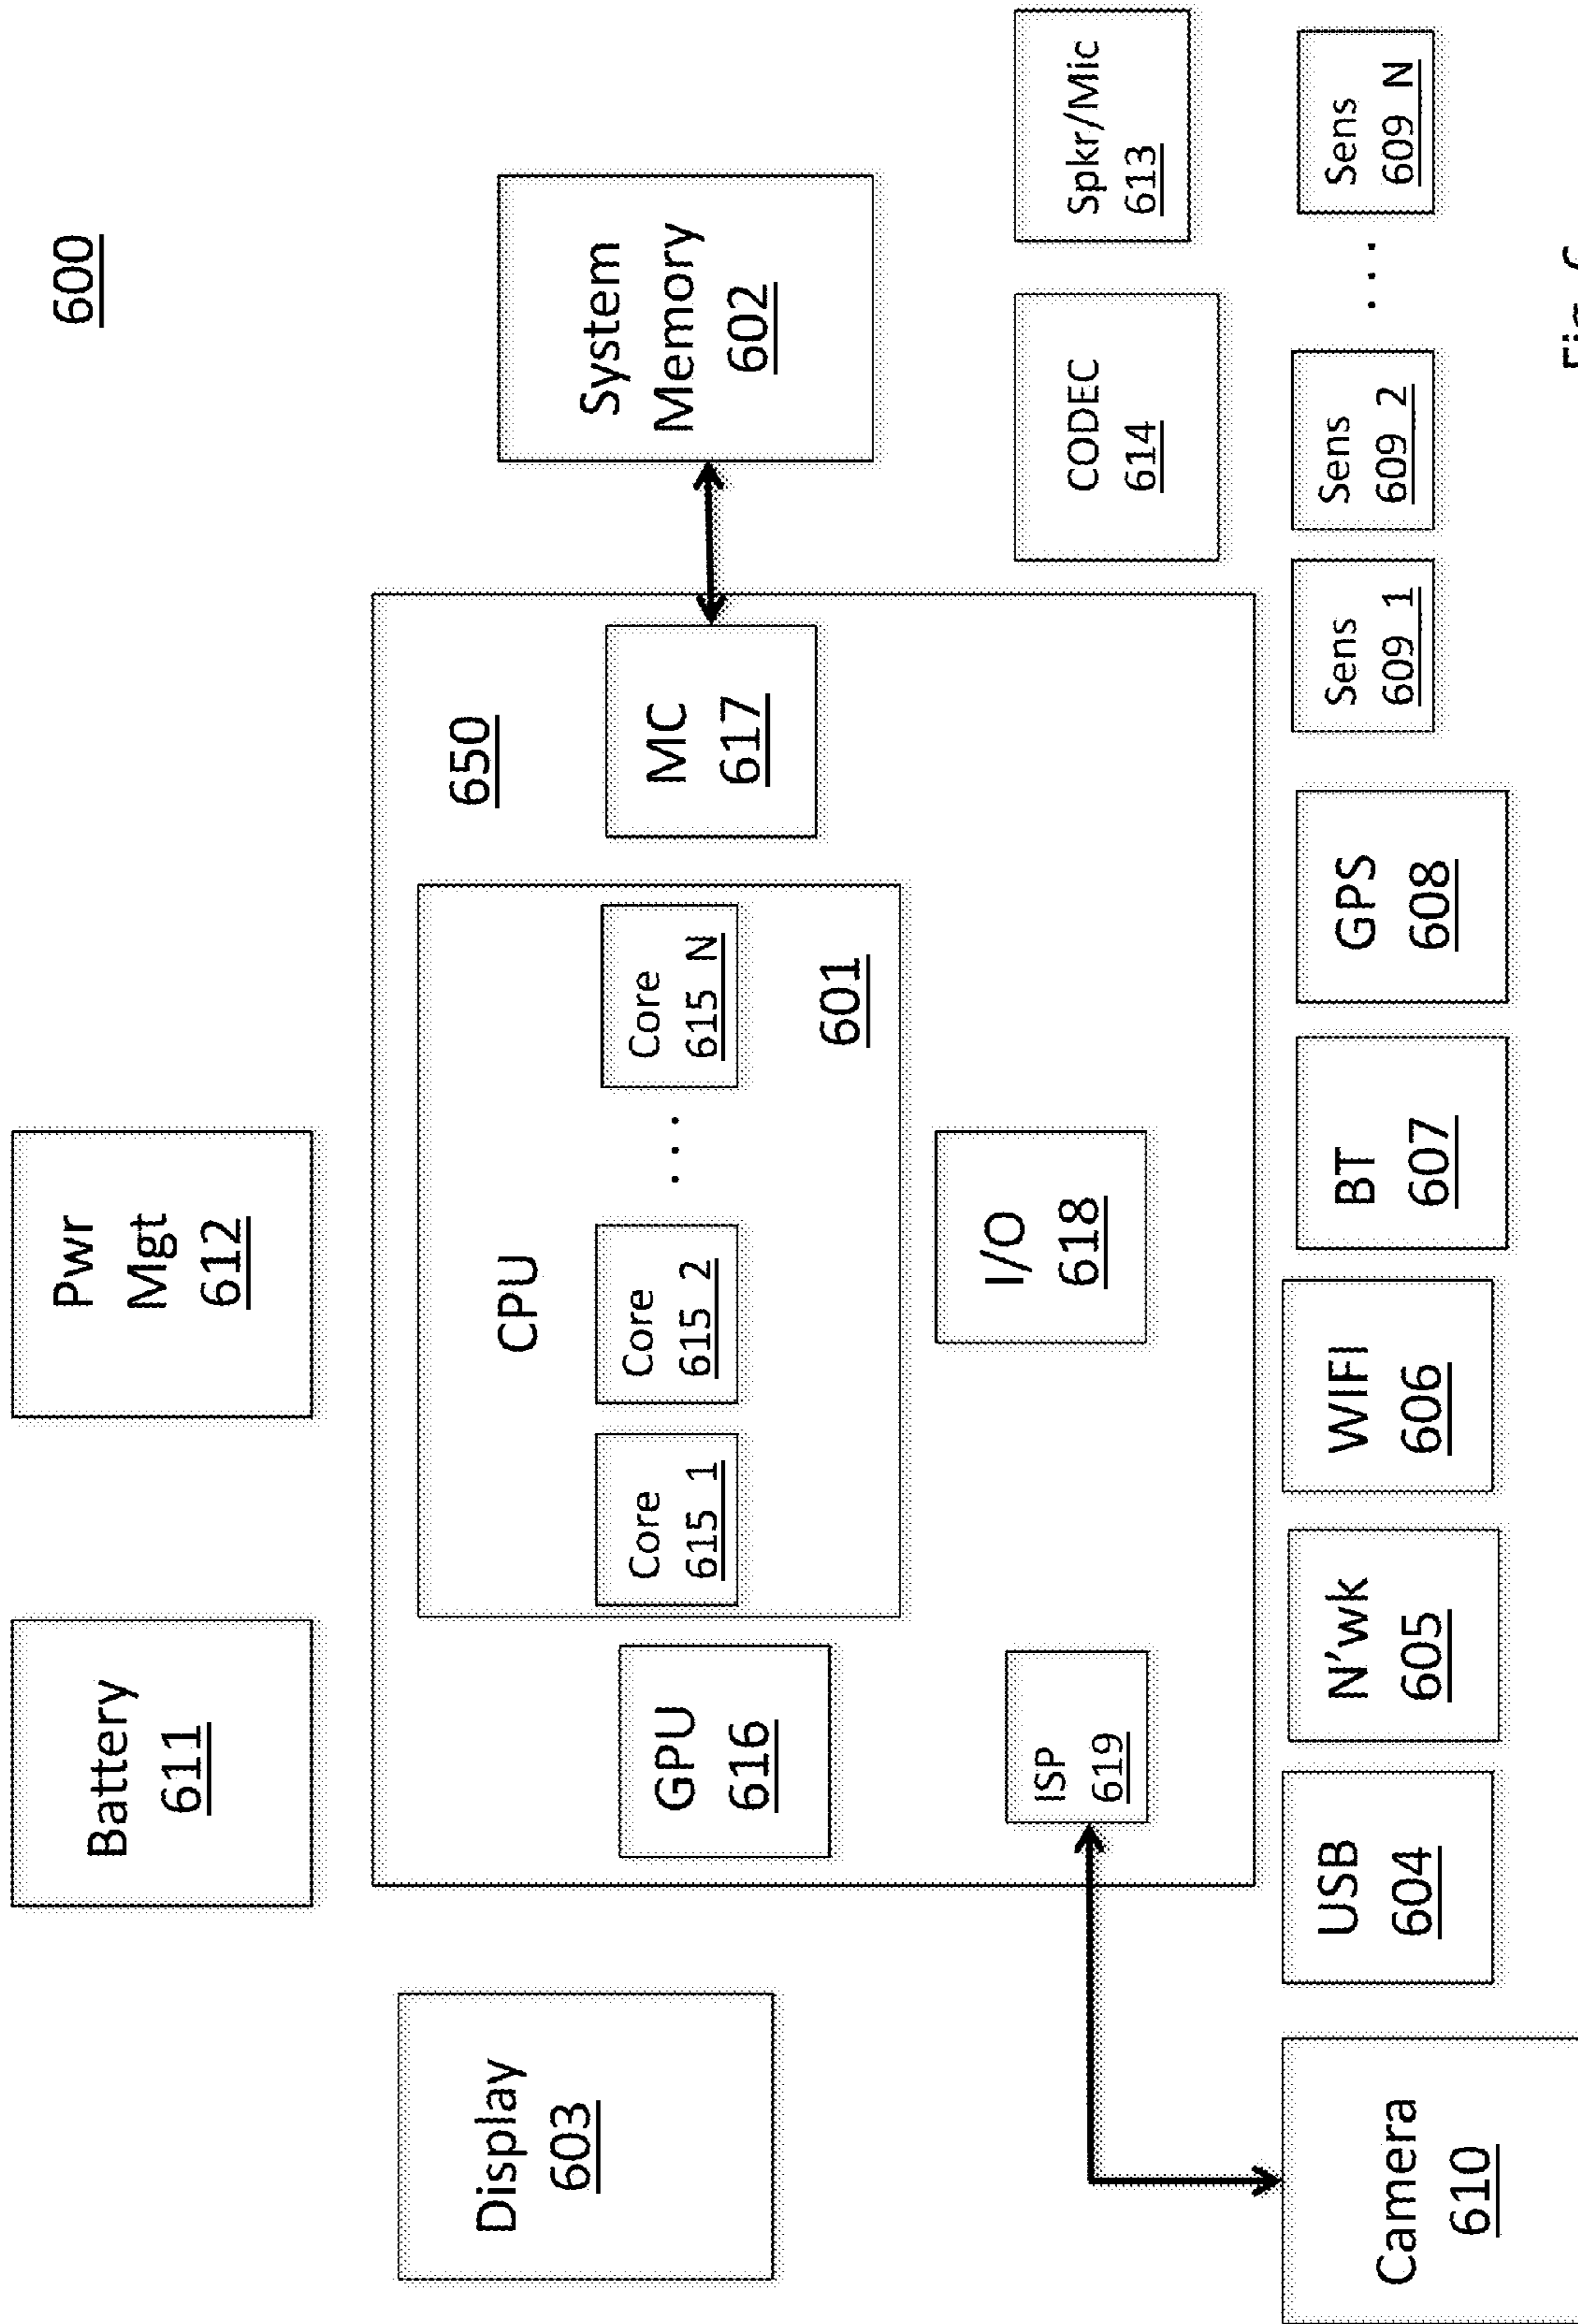 600
Battery
611
Pwr
Mgt
612
Display
603
650
CPU
Core
615_1
Core
615_2
...
Core
615_N
601
GPU
616
MC
617
System
Memory
602
ISP
619
I/O
618
CODEC
614
Spkr/Mic
613
Camera
610
USB
604
N'wk
605
WIFI
606
BT
607
GPS
608
Sens
609_1
Sens
609_2
...
Sens
609_N